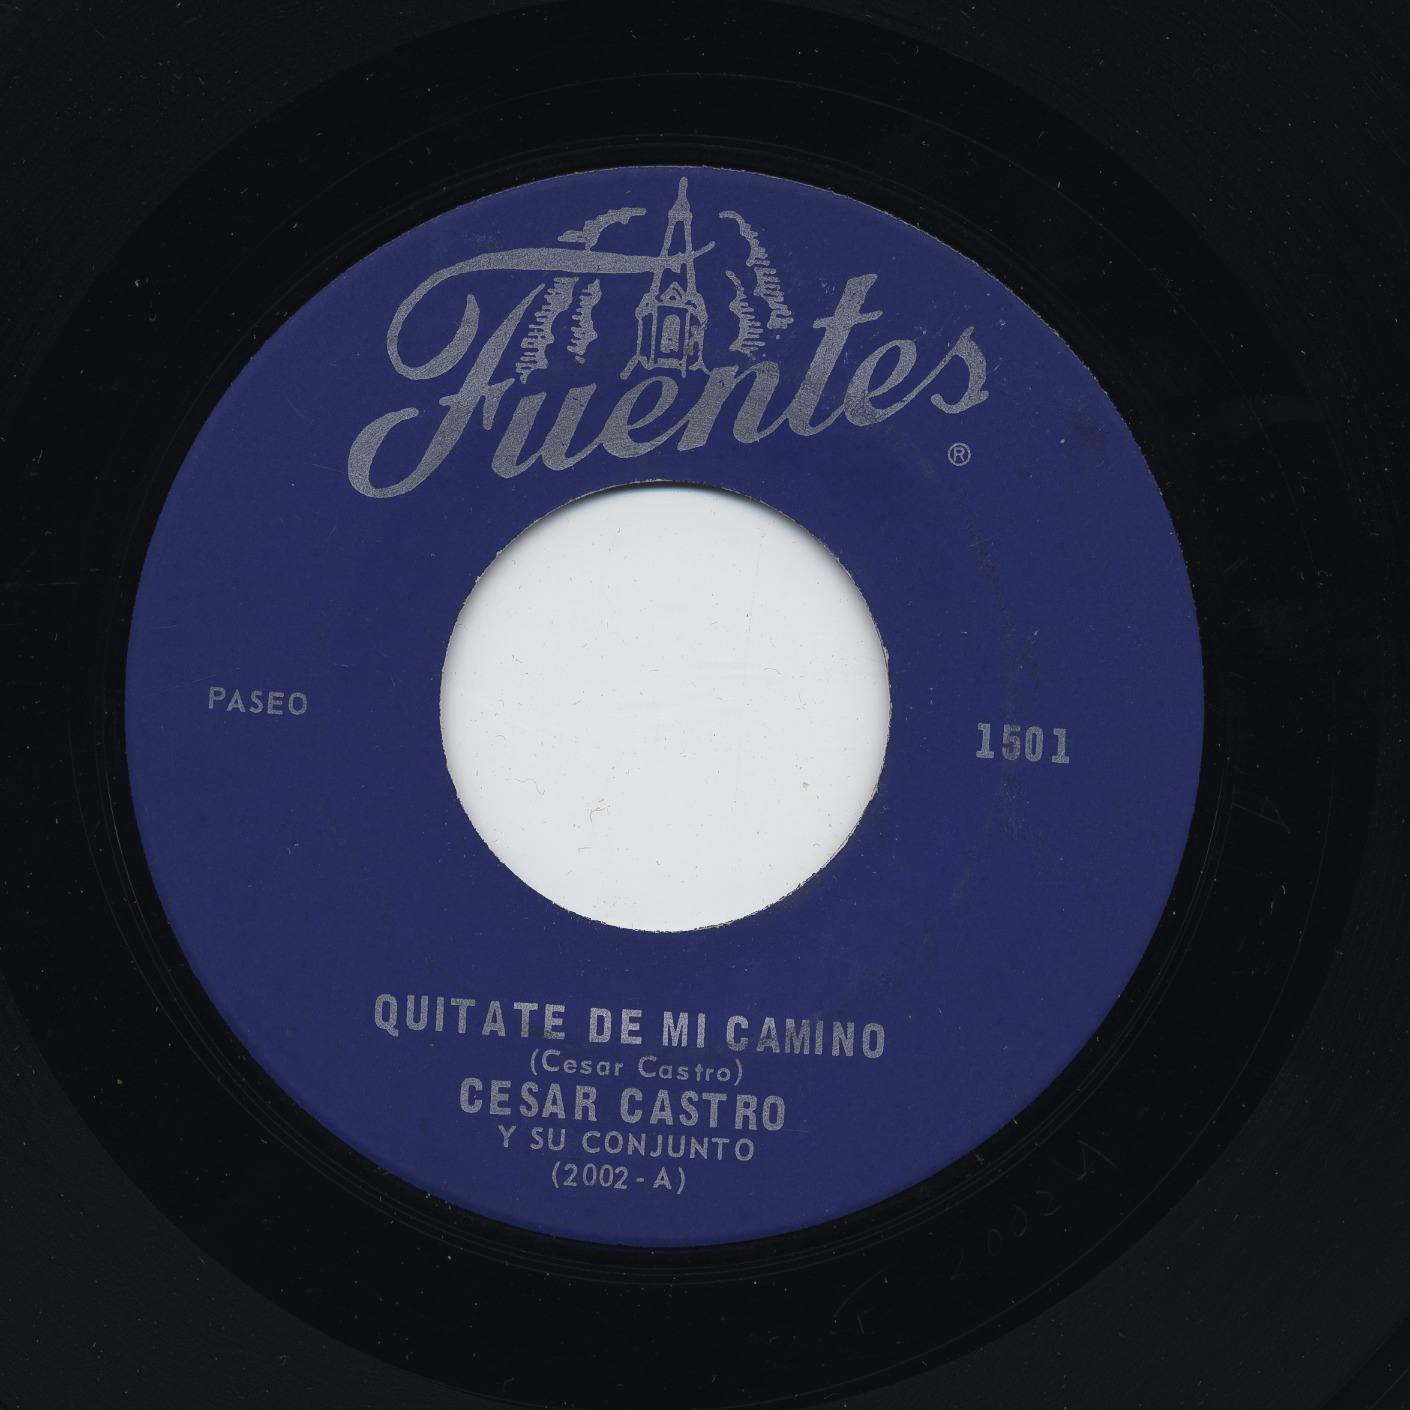 Fuentes
®
PASEO
1501
QUITATE DE MI CAMINO
(Cesar Castro)
CESAR CASTRO
Y SU CONJUNTO
(2002-A)